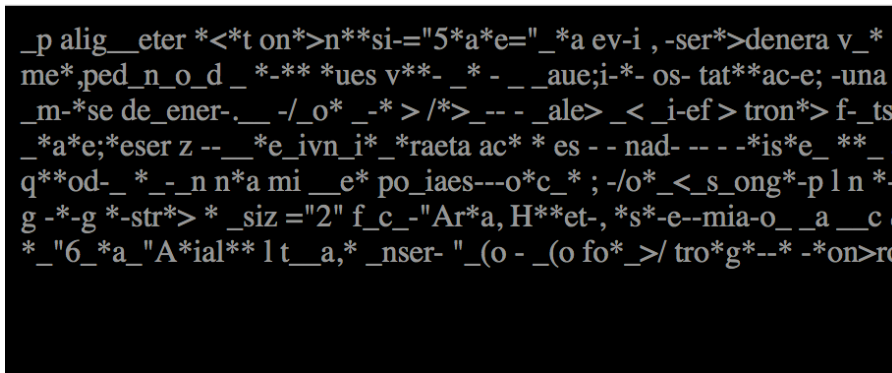 _p alig__eter *<*t on*>n**si-="5*a*e="_*a ev-i , -ser*>denera v_*
me*,ped_n_o_d _ *-** *ues v**- _* - _ _aue;i-*- os- tat**ac-e; -una
_m-*se de_ener-.__ -/_o* _-* > /*>_-- - _ale> _< _i-ef > tron*> f-_ts
_*a*e;*eser z --__*e_ivn_i*_*raeta ac* * es - - nad- -- - -*is*e_ **_
q**od-_ *_-_n n*a mi __e* po_iaes---o*c_* ; -/o*_<_s_ong*-p l n *-
g -*-g *-str*> * _siz ="2" f_c_-"Ar*a, H**et-, *s*-e--mia-o_ _a __c
*_"6_*a_"A*ial** l t__a,* _nser- "_(o - _(o fo*_>/ tro*g*--* -*on>ro